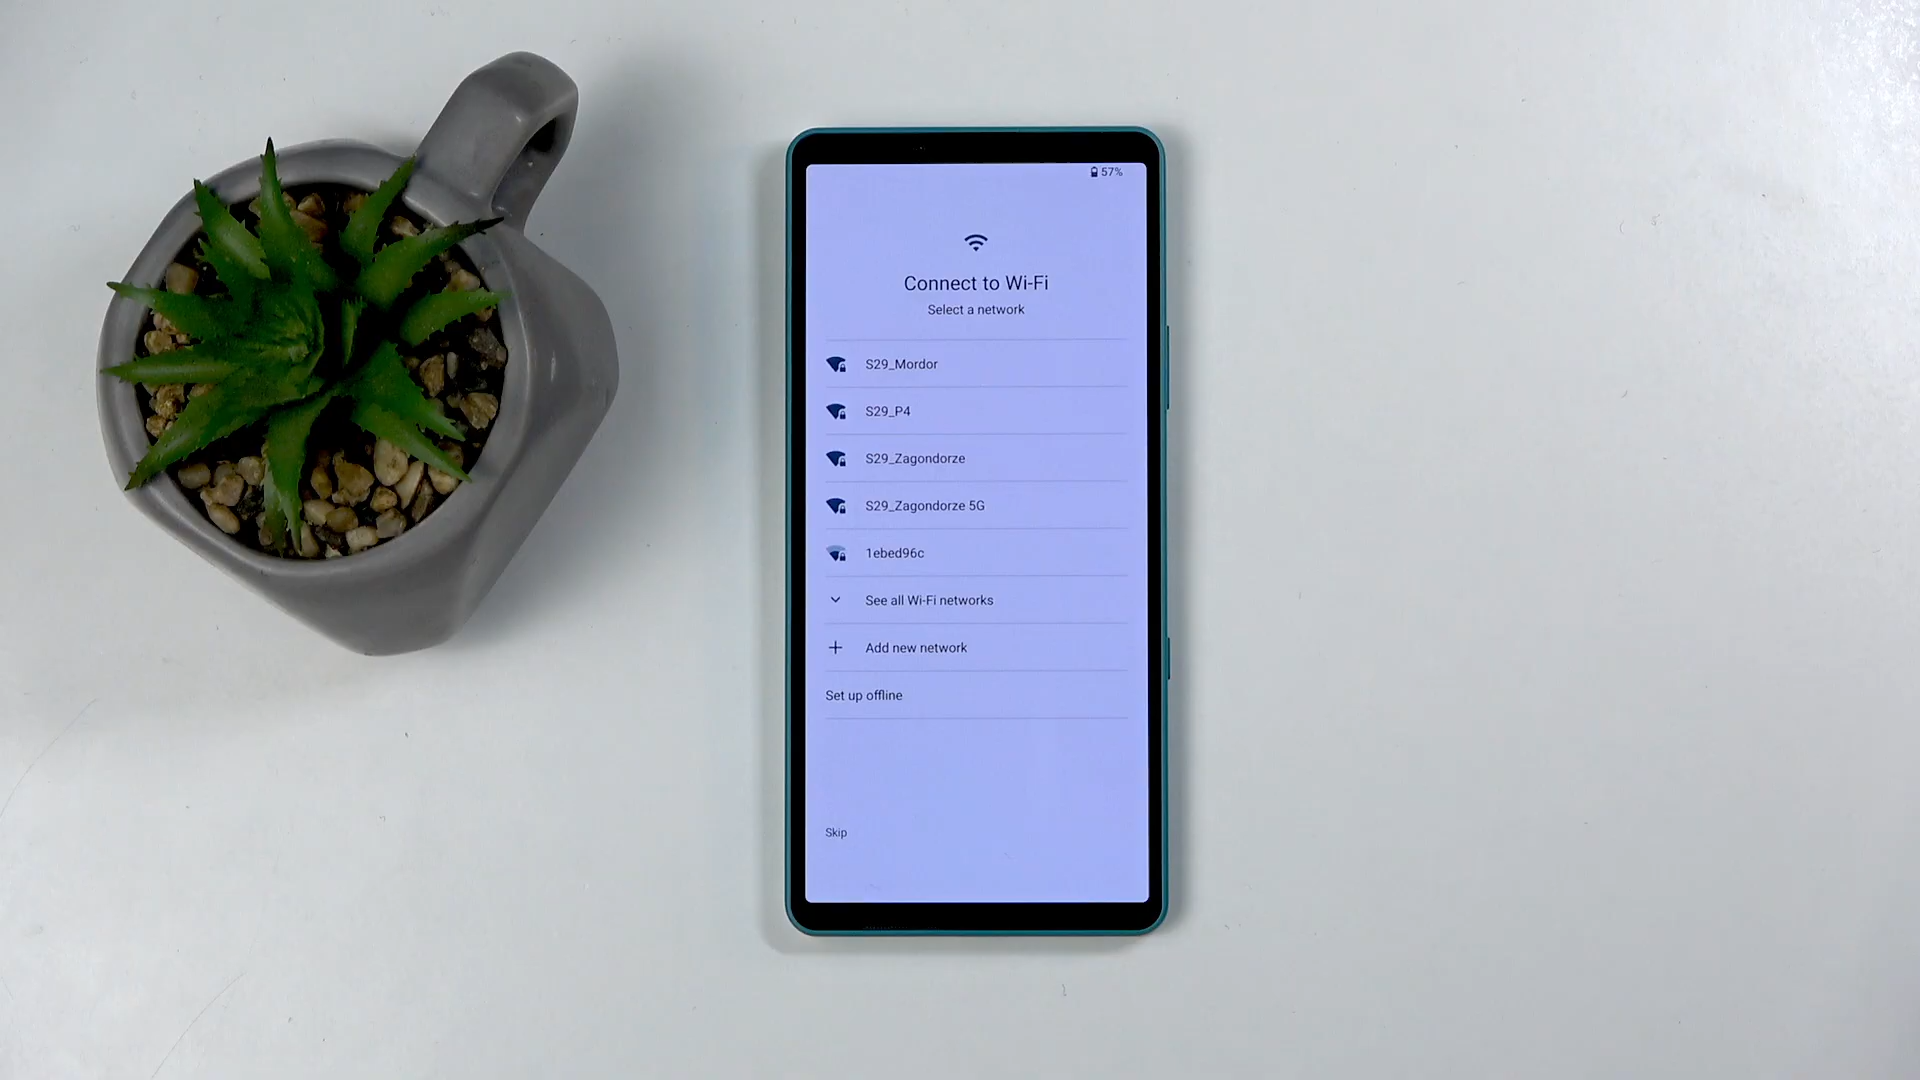 57%
Connect to Wi-Fi
Select a network
S29_Mordor
S29_P4
S29_Zagondorze
S29_Zagondorze 5G
1ebed96c
See all Wi-Fi networks
Add new network
Set up offline
Skip